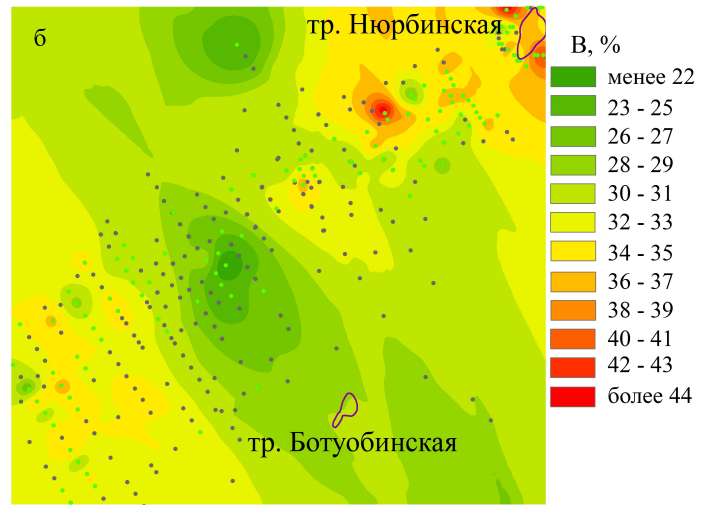 б
тр. Нюрбинская
B, %
менее 22
23 - 25
26 - 27
28 - 29
30 - 31
32 - 33
34 - 35
36 - 37
38 - 39
40 - 41
42 - 43
более 44
тр. Ботуобинская